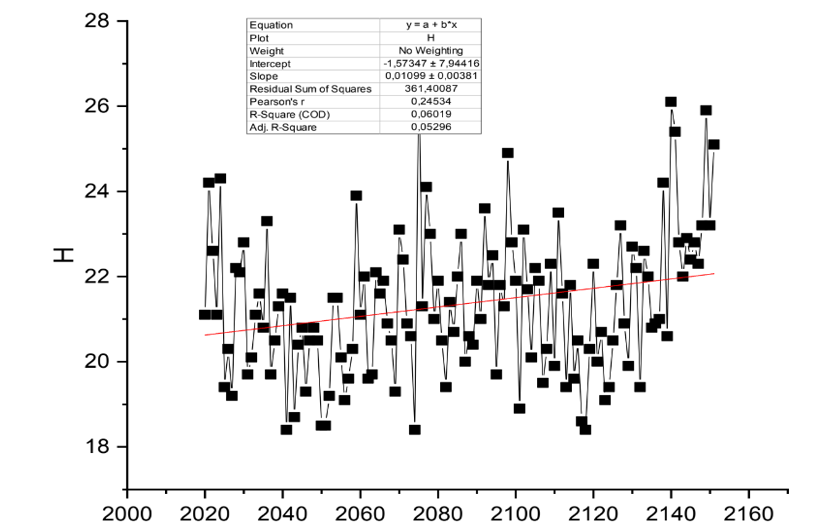 28
26
24
22
20
18
H
Equation y = a + b*x
Plot H
Weight No Weighting
Intercept -1,57347 ± 7,94416
Slope 0,01099 ± 0,00381
Residual Sum of Squares 361,40087
Pearson's r 0,24534
R-Square (COD) 0,06019
Adj. R-Square 0,05296
2000 2020 2040 2060 2080 2100 2120 2140 2160